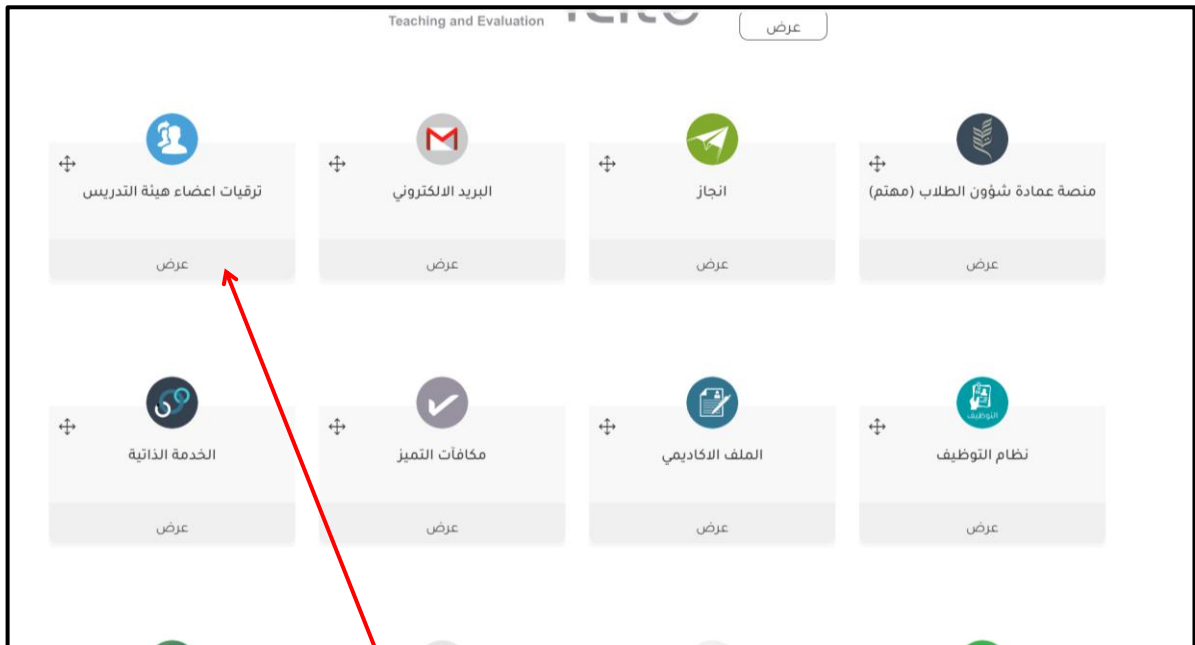 Teaching and Evaluation
عرض
منصة عمادة شؤون الطلاب (مهتم)
عرض
انجاز
عرض
البريد الالكتروني
عرض
ترقيات اعضاء هيئة التدريس
عرض
التوظيف
نظام التوظيف
عرض
الملف الاكاديمي
عرض
مكافآت التميز
عرض
الخدمة الذاتية
عرض